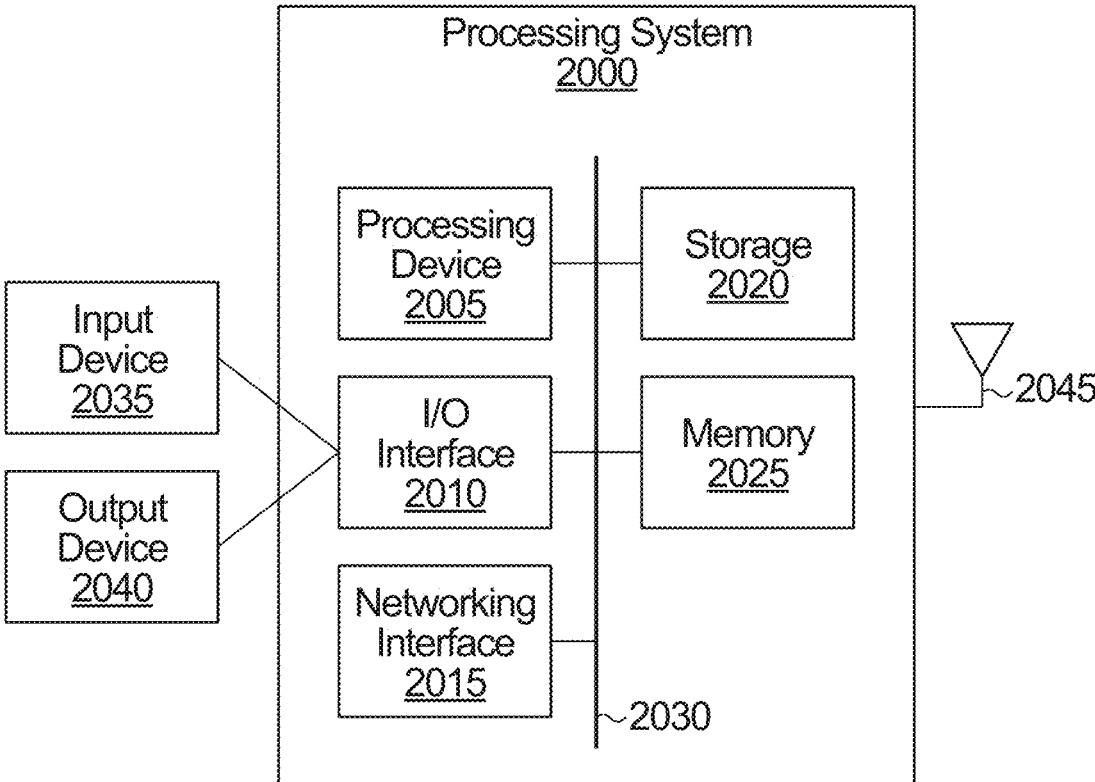 Processing System
2000
Processing
Device
2005
Storage
2020
Input
Device
2035
I/O
Interface
2010
Memory
2025
2045
Output
Device
2040
Networking
Interface
2015
2030